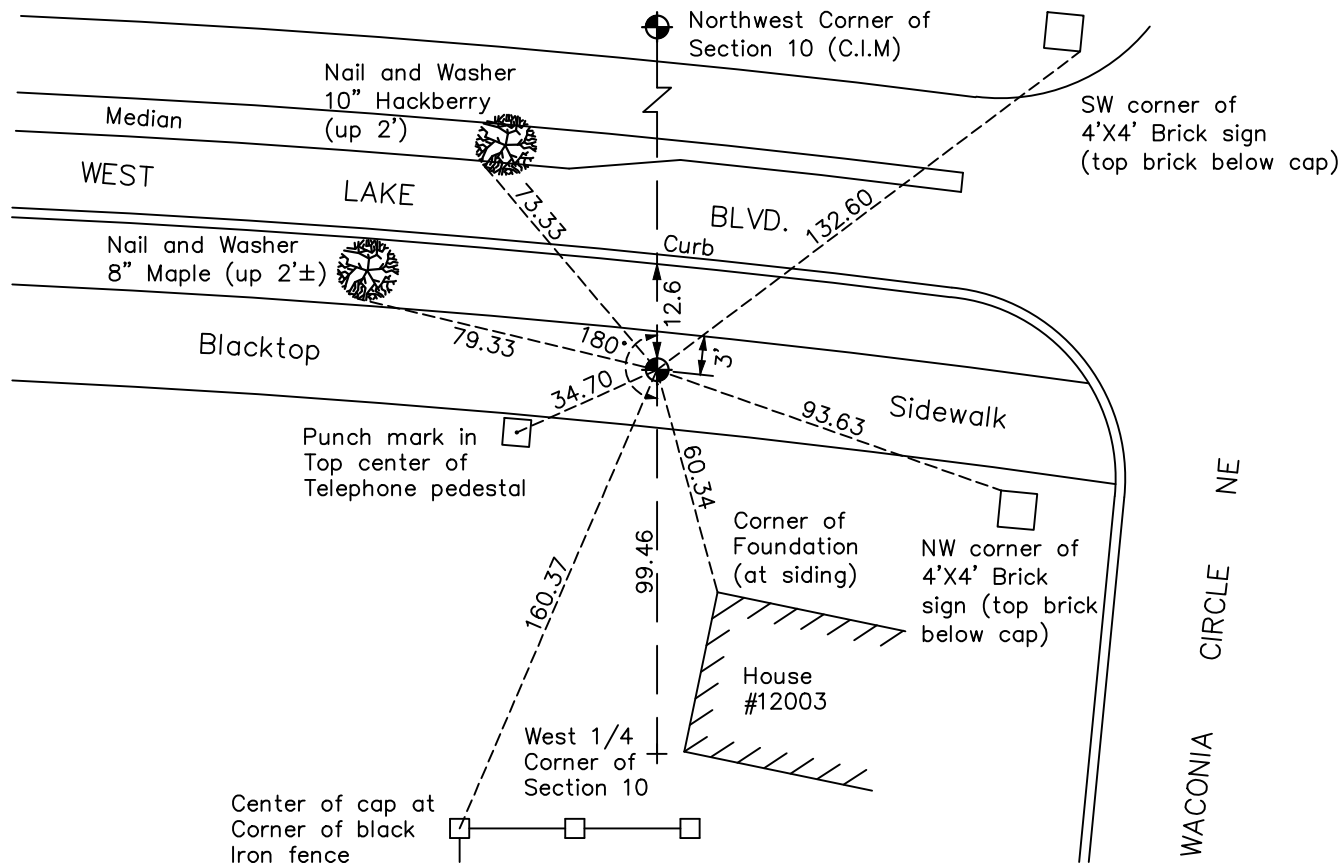 Northwest Corner of
Section 10 (C.I.M)
Nail and Washer
10" Hackberry
(up 2')
SW corner of
4'X4' Brick sign
(top brick below cap)
Median
WEST LAKE BLVD.
73.33
132.60
Curb
Nail and Washer
8" Maple (up 2'±)
12.6
79.33
180°
3'
Blacktop
34.70
Sidewalk
93.63
Punch mark in
Top center of
Telephone pedestal
60.34
99.46
160.37
Corner of
Foundation
(at siding)
NW corner of
4'X4' Brick
sign (top brick
below cap)
House
#12003
West 1/4
Corner of
Section 10
Center of cap at
Corner of black
Iron fence
WACONIA CIRCLE NE